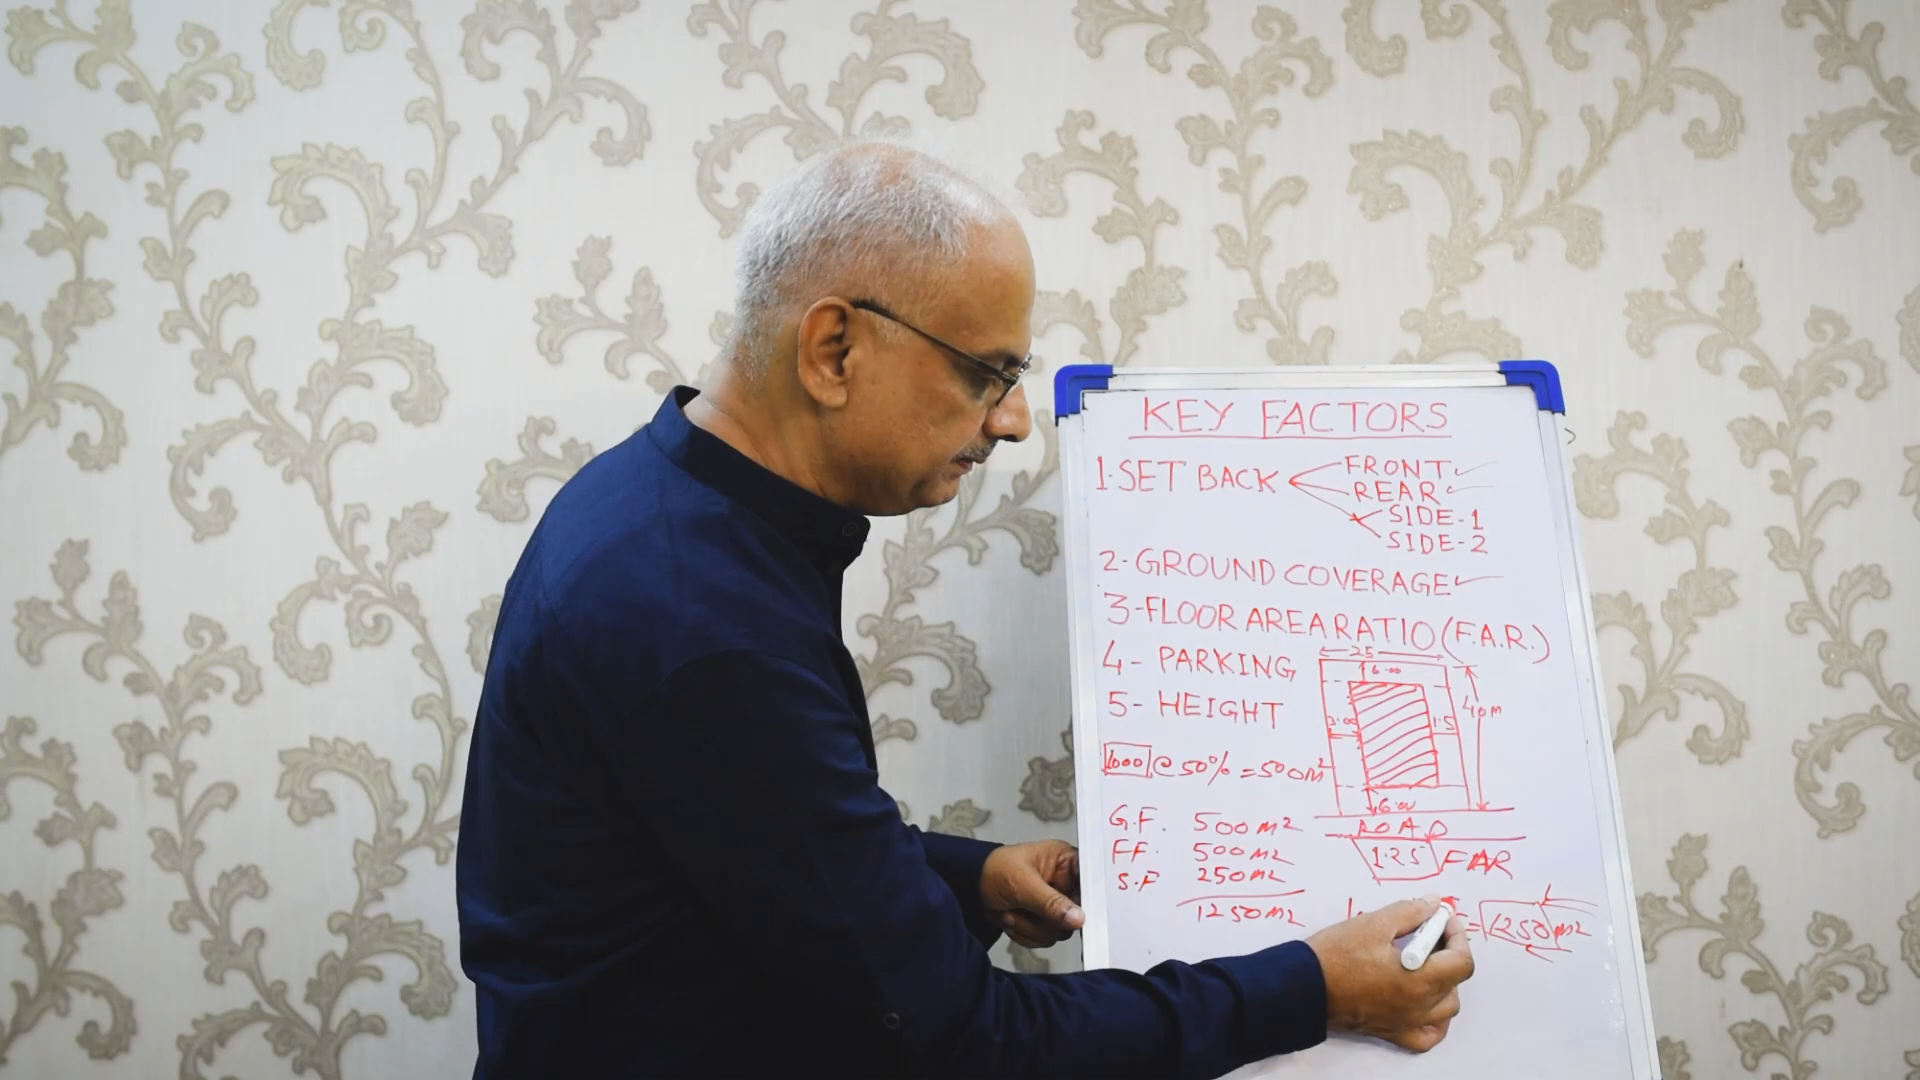 KEY FACTORS
1. SET BACK
FRONT
REAR
SIDE-1
SIDE-2
2- GROUND COVERAGE
3- FLOOR AREA RATIO (F.A.R.)
4- PARKING
5- HEIGHT
25
6.00
40m
3.00
1.5
6.00
ROAD
1000 @ 50% = 500M²
G.F. 500M2
FF. 500M2
S.F 250M2
1250M2
1.25 FAR
= 1250 M2